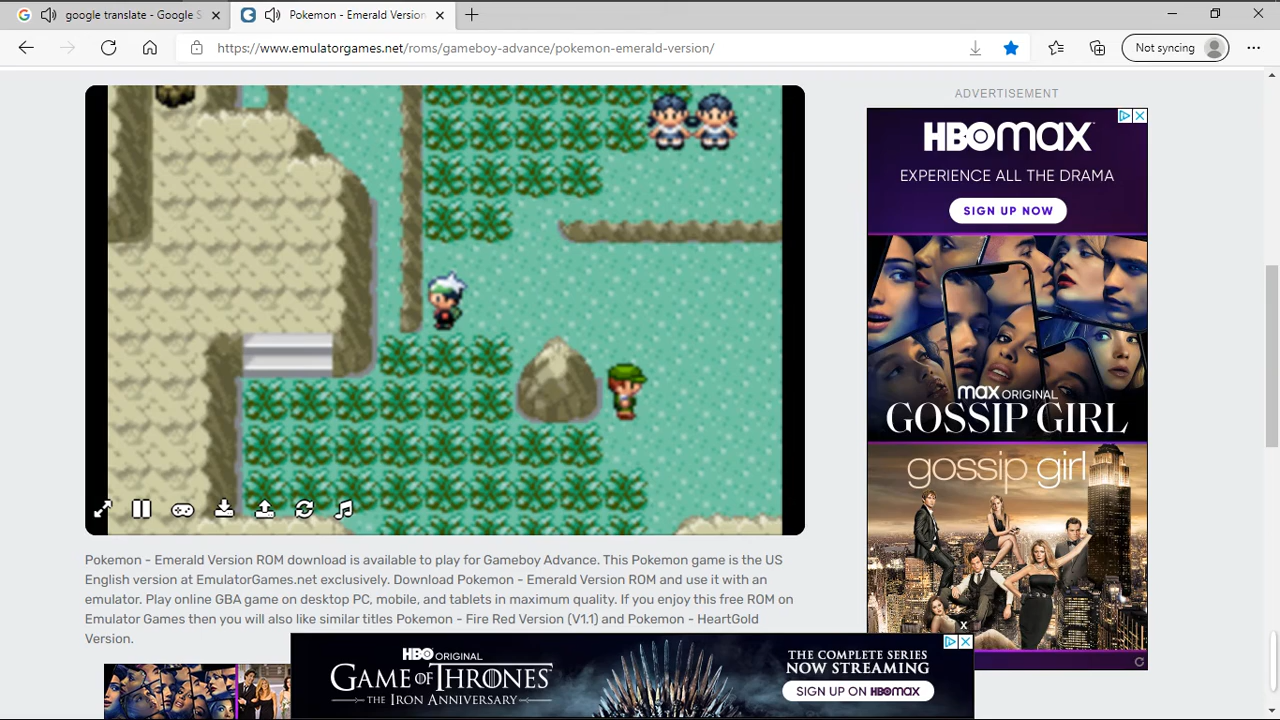 google translate - Google S
Pokemon - Emerald Version
https://www.emulatorgames.net/roms/gameboy-advance/pokemon-emerald-version/
Not syncing
ADVERTISEMENT
HBOMAX
EXPERIENCE ALL THE DRAMA
SIGN UP NOW
max ORIGINAL
GOSSIP GIRL
gossip girl
Pokemon - Emerald Version ROM download is available to play for Gameboy Advance. This Pokemon game is the US
English version at EmulatorGames.net exclusively. Download Pokemon - Emerald Version ROM and use it with an
emulator. Play online GBA game on desktop PC, mobile, and tablets in maximum quality. If you enjoy this free ROM on
Emulator Games then you will also like similar titles Pokemon - Fire Red Version (V1.1) and Pokemon - HeartGold
Version.
X
HBO ORIGINAL
GAME OF THRONES
THE IRON ANNIVERSARY
THE COMPLETE SERIES
NOW STREAMING
SIGN UP ON HBOMAX